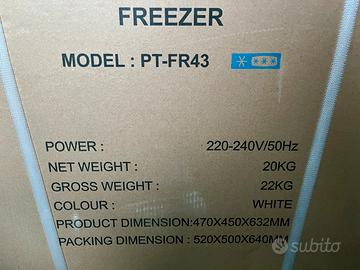 FREEZER
MODEL : PT-FR43
POWER : 220-240V/50Hz
NET WEIGHT : 20KG
GROSS WEIGHT : 22KG
COLOUR : WHITE
PRODUCT DIMENSION:470X450X632MM
PACKING DIMENSION : 520X500X640MM
subito